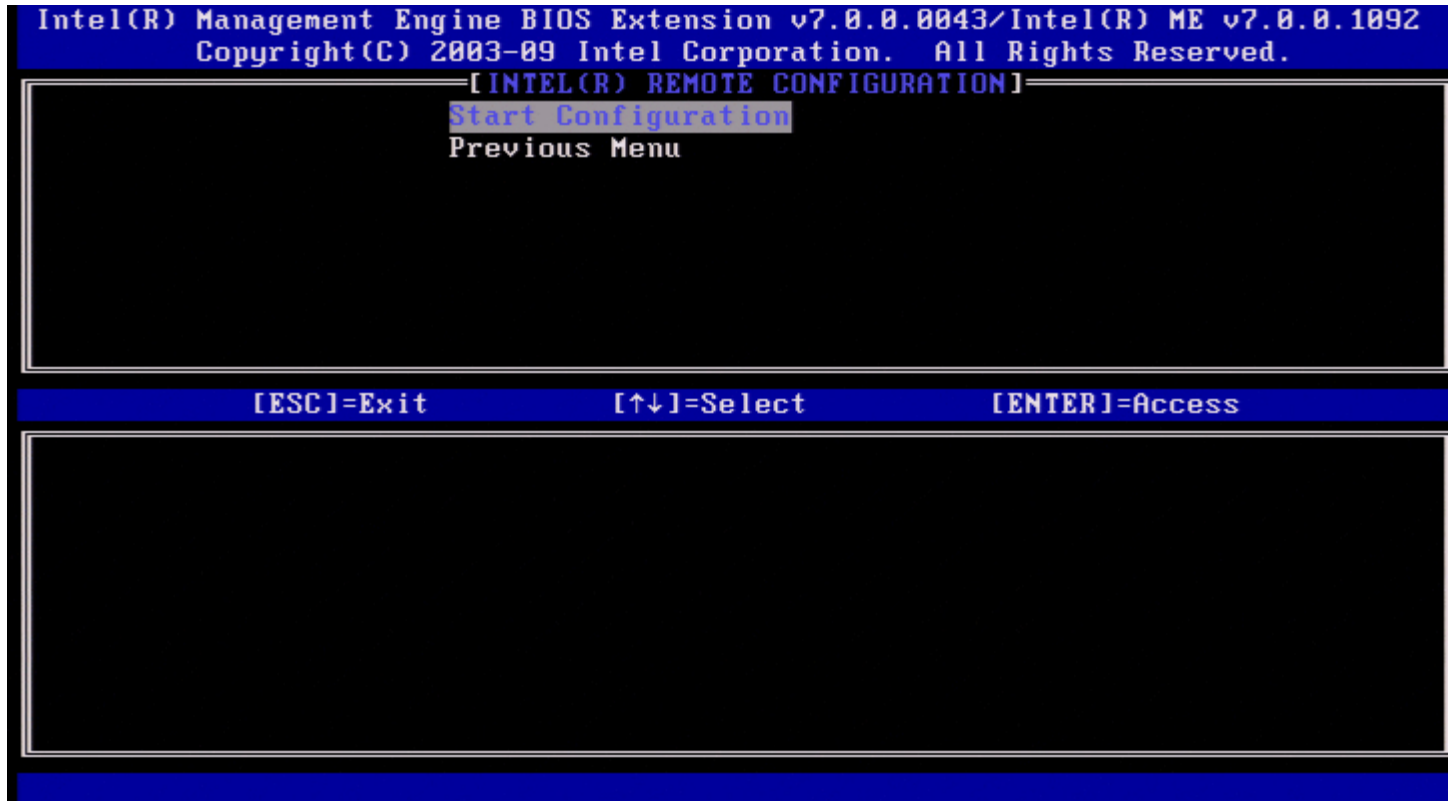 Intel(R) Management Engine BIOS Extension v7.0.0.0043/Intel(R) ME v7.0.0.1092
Copyright(C) 2003-09 Intel Corporation. All Rights Reserved.
[INTEL(R) REMOTE CONFIGURATION]
Start Configuration
Previous Menu
[ESC]=Exit [↑↓]=Select [ENTER]=Access